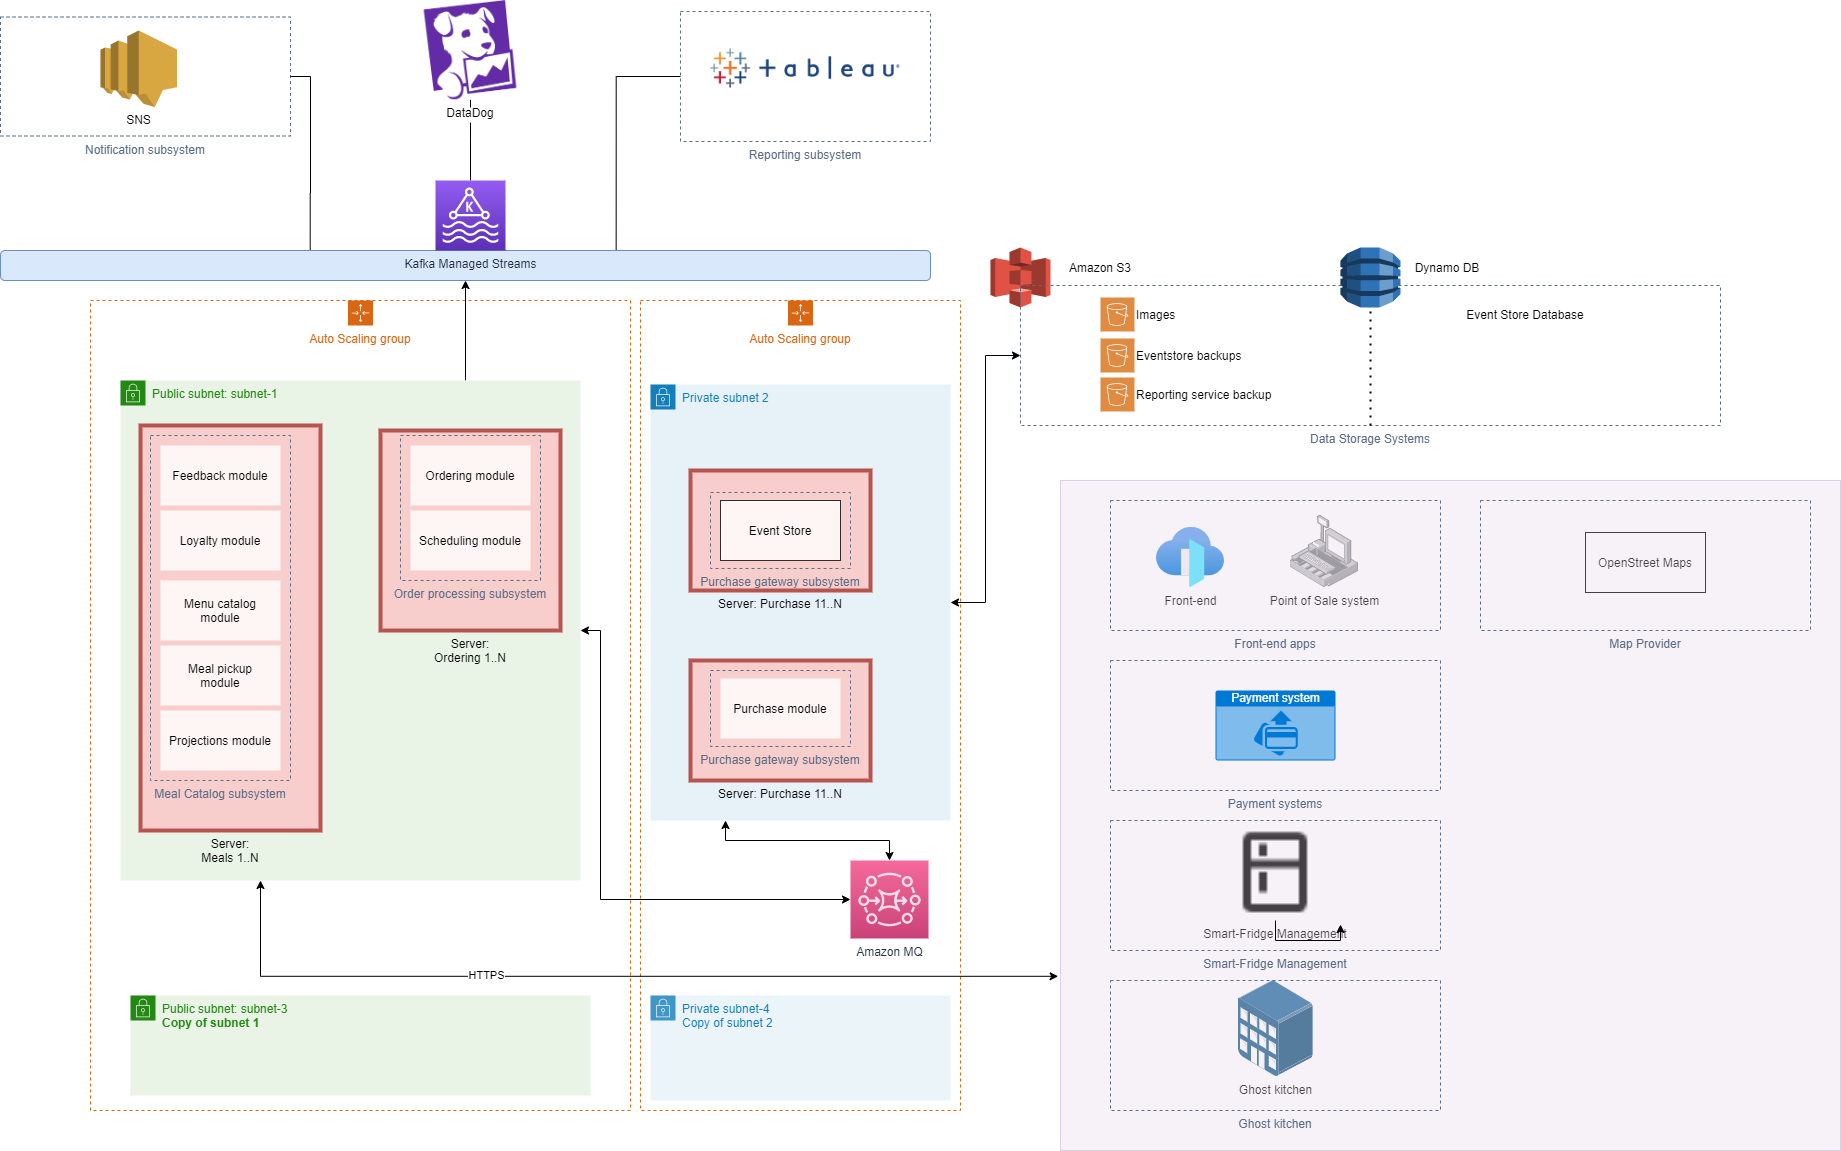 SNS
Notification subsystem
DataDog
+ a b l e a u
Reporting subsystem
K
Kafka Managed Streams
Auto Scaling group
Auto Scaling group
Public subnet: subnet-1
Feedback module
Loyalty module
Menu catalog
module
Meal pickup
module
Projections module
Meal Catalog subsystem
Server:
Meals 1..N
Ordering module
Scheduling module
Order processing subsystem
Server:
Ordering 1..N
Private subnet 2
Event Store
Purchase gateway subsystem
Server: Purchase 11..N
Purchase module
Purchase gateway subsystem
Server: Purchase 11..N
Amazon MQ
HTTPS
Public subnet: subnet-3
Copy of subnet 1
Private subnet-4
Copy of subnet 2
Amazon S3
Images
Eventstore backups
Reporting service backup
Dynamo DB
Event Store Database
Data Storage Systems
Front-end
Point of Sale system
Front-end apps
OpenStreet Maps
Map Provider
Payment system
Payment systems
Smart-Fridge Management
Smart-Fridge Management
Ghost kitchen
Ghost kitchen